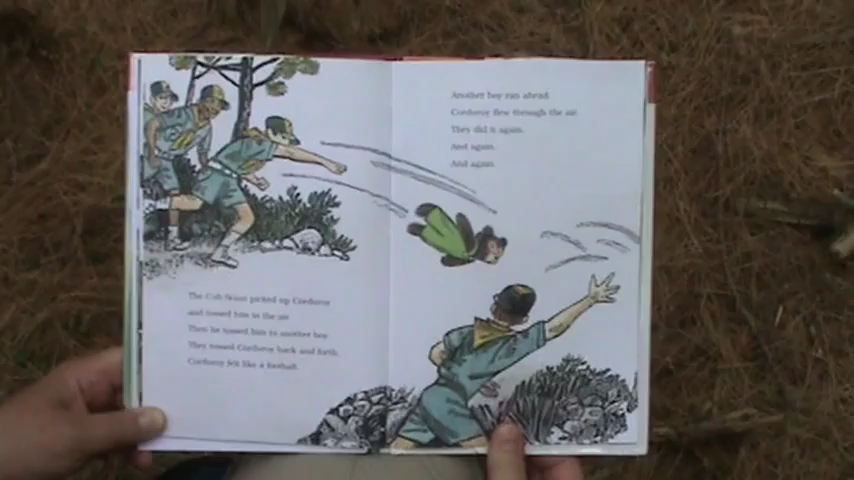 The Cub Scout picked up Corduroy
and tossed him in the air.
Then he tossed him to another boy.
They tossed Corduroy back and forth.
Corduroy felt like a football.
Another boy ran ahead.
Corduroy flew through the air.
They did it again.
And again.
And again.